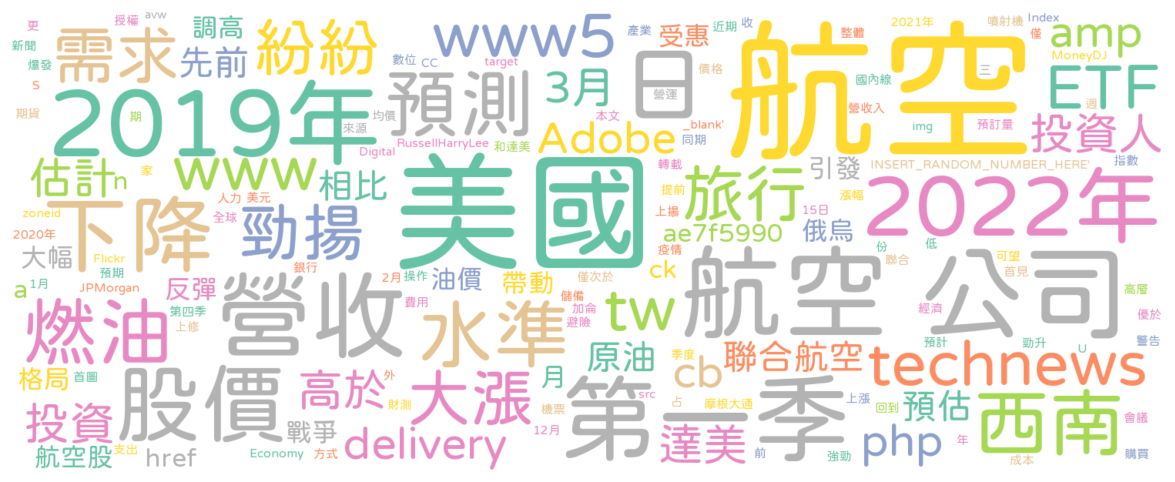 更
授權
avw
新聞
爆發
S
期貨
需求
調高
先前
紛紛
數位
CC
target
www5
產業
受惠
近期
收
日
航空
整體
2021年
噴射機
Index
僅
amp
MoneyDJ
ETF
2019年
期
均價
來源
預測
3月
營運
價格
國內線
三
週
營收入
img
預訂量
投資人
RussellHarryLee
Digital
本文
和達美
Adobe
_blank'
同期
估計
n
家
www
相比
美國
轉載
提前
上揚
旅行
引發
漲幅
INSERT_RANDOM_NUMBER_HERE'
指數
2022年
zoneid
2020年
下降
人力
美元
全球
勁揚
15日
ae7f5990
俄烏
疫情
大幅
Flickr
預期
a
1月
JPMorgan
反彈
第四季
上修
銀行
2月
操作
油價
費用
帶動
僅次於
儲備
加侖
避險
ck
份
低
聯合
可望
首見
航空公司
高層
優於
警告
燃油
營收
水準
tw
經濟
預計
勁升
U
格局
首圖
股價
高於
外
財測
大漲
月
機票
12月
原油
季度
cb
src
占
摩根大通
聯合航空
technews
上漲
回到
預估
西南
會議
購買
投資
航空股
支出
href
戰爭
Economy
方式
delivery
第一季
達美
前
php
強勁
年
成本